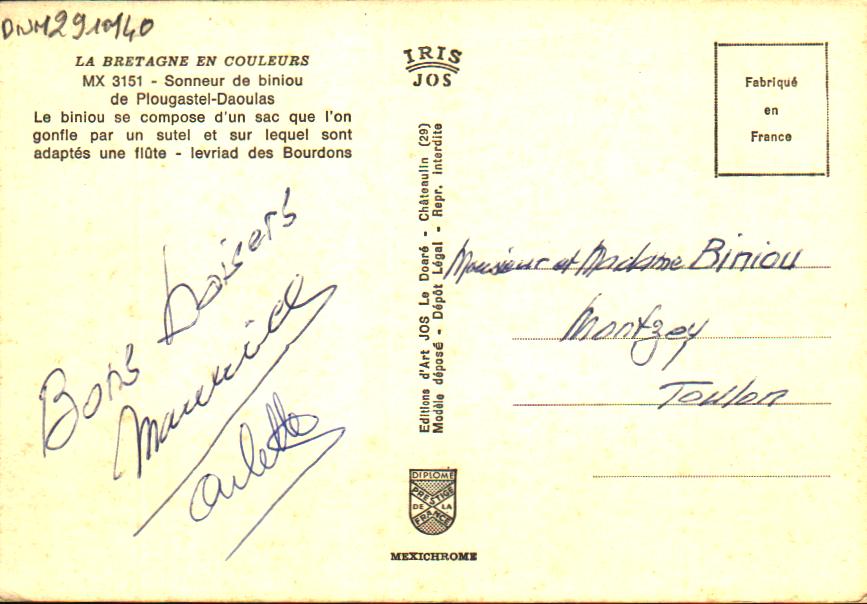 DNM291040
LA BRETAGNE EN COULEURS
MX 3151 - Sonneur de biniou
de Plougastel-Daoulas
Le biniou se compose d'un sac que l'on
gonfle par un sutel et sur lequel sont
adaptés une flûte - levriad des Bourdons
Bons baisers
Maurice
Arlette
IRIS
JOS
Editions d'Art JOS Le Doaré - Châteaulin (29)
Modèle déposé - Dépôt Légal - Repr. interdite
DIPLOME
PRESTIGE
DE LA
FRANCE
MEXICHROME
Fabriqué
en
France
Monsieur et Madame Biniou
Montzey
Toulon